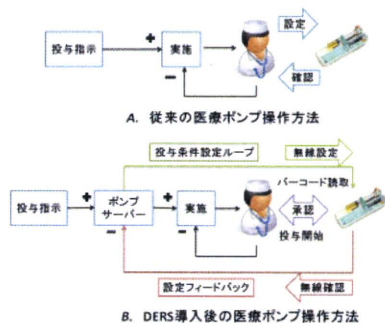 設定
投与指示
+
実施
−
確認
A. 従来の医療ポンプ操作方法
投与条件設定ループ
無線設定
バーコード読取
投与指示
+
ポンプ
サーバー
+
実施
承認
−
−
投与開始
設定フィードバック
無線確認
B. DERS導入後の医療ポンプ操作方法